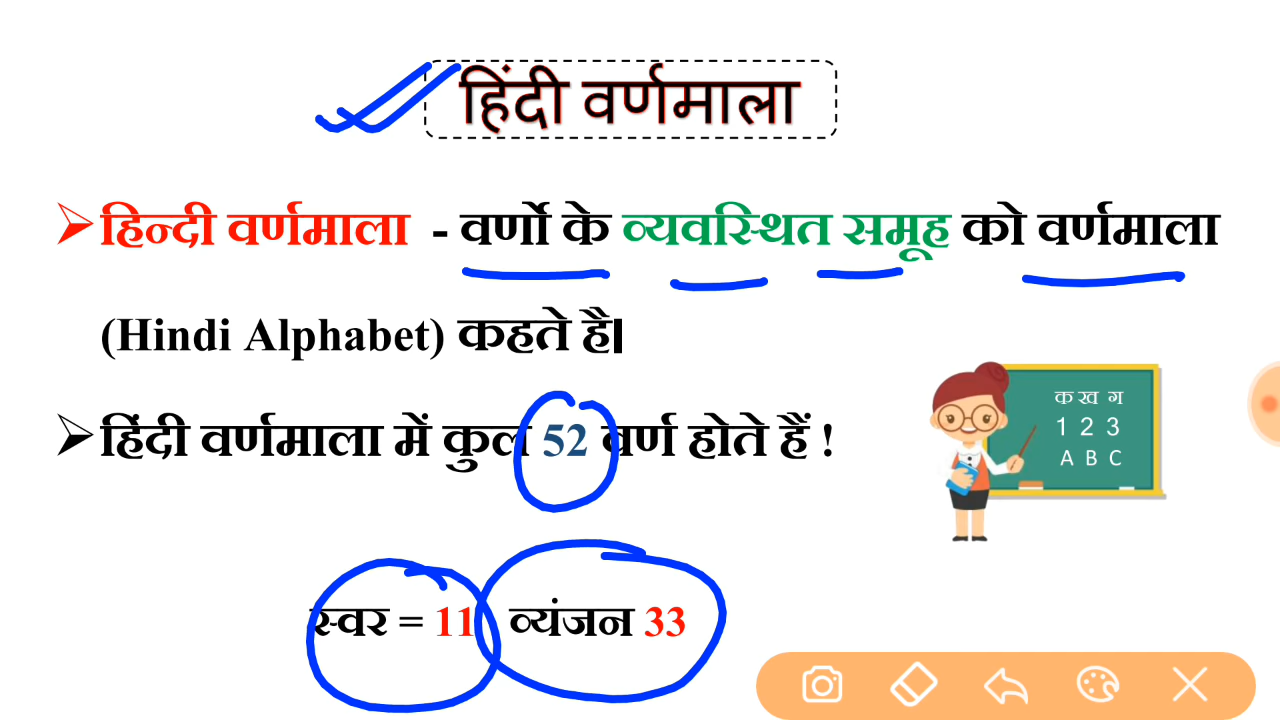 हिंदी वर्णमाला
हिन्दी वर्णमाला - वर्णो के व्यवस्थित समूह को वर्णमाला
(Hindi Alphabet) कहते है|
हिंदी वर्णमाला में कुल 52 वर्ण होते हैं !
क ख ग
1 2 3
A B C
स्वर = 11 व्यंजन 33